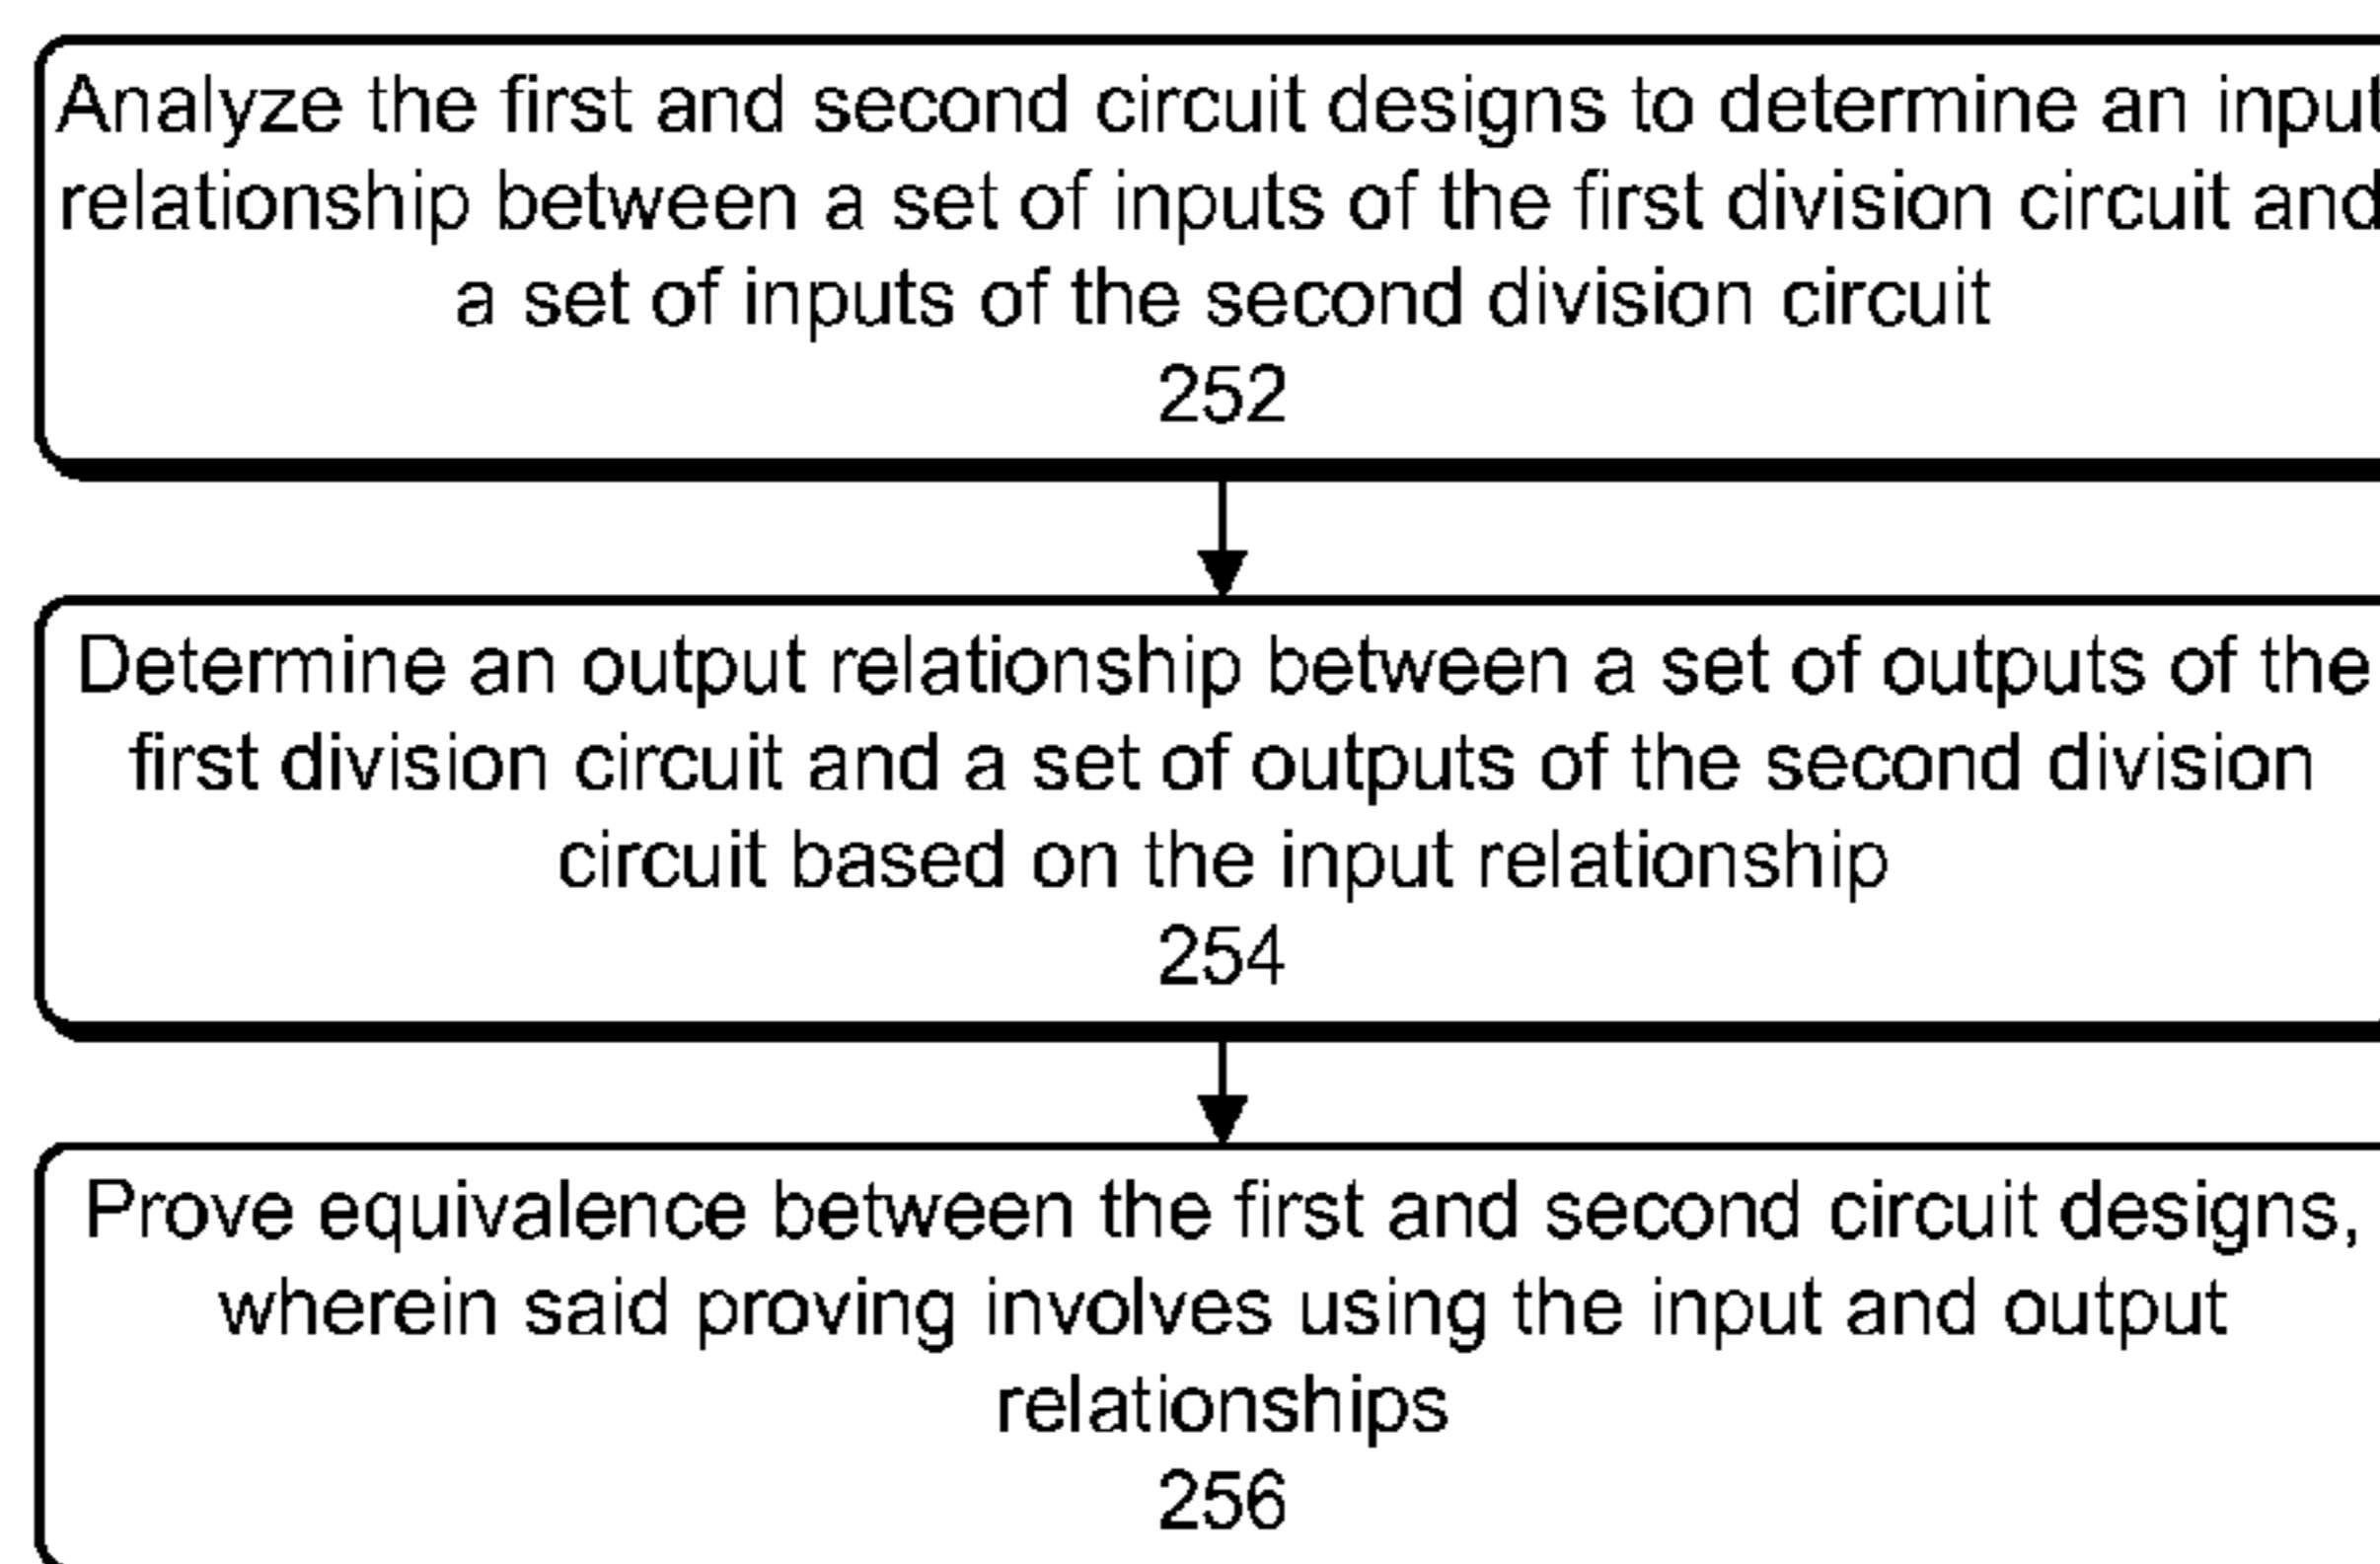 Analyze the first and second circuit designs to determine an input
relationship between a set of inputs of the first division circuit and
a set of inputs of the second division circuit
252
Determine an output relationship between a set of outputs of the
first division circuit and a set of outputs of the second division
circuit based on the input relationship
254
Prove equivalence between the first and second circuit designs,
wherein said proving involves using the input and output
relationships
256